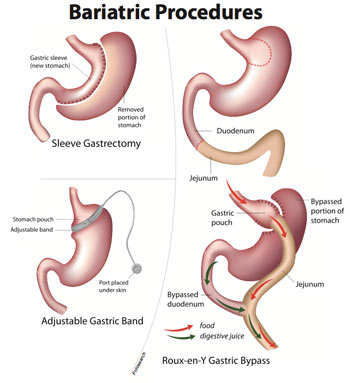 Bariatric Procedures
Gastric sleeve
(new stomach)
Removed
portion of
stomach
Sleeve Gastrectomy
Duodenum
Jejunum
Stomach pouch
Adjustable band
Port placed
under skin
Adjustable Gastric Band
Gastric
pouch
Bypassed
portion of
stomach
Jejunum
Bypassed
duodenum
food
digestive juice
Roux-en-Y Gastric Bypass